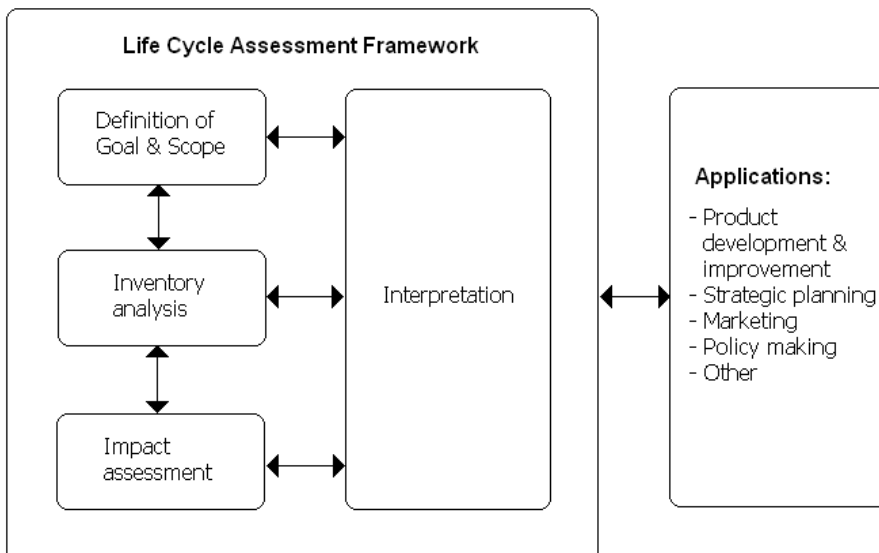 Life Cycle Assessment Framework
Definition of
Goal & Scope
Inventory
analysis
Impact
assessment
Interpretation
Applications:
- Product
development &
improvement
- Strategic planning
- Marketing
- Policy making
- Other